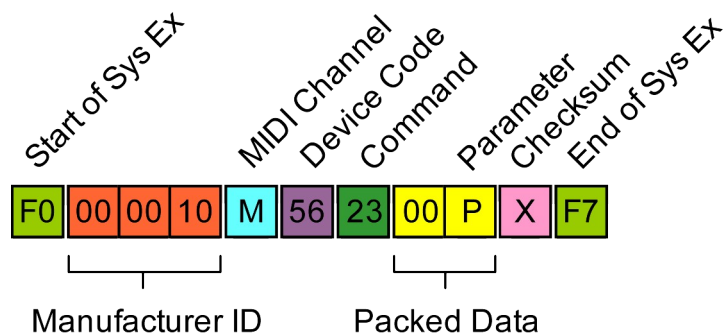 Start of Sys Ex
MIDI Channel
Device Code
Command
Parameter
Checksum
End of Sys Ex
F0 00 00 10 M 56 23 00 P X F7
Manufacturer ID
Packed Data